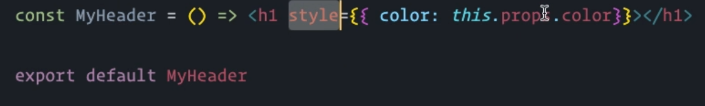 const MyHeader = () => <h1 style={{ color: this.props.color}}></h1>
export default MyHeader